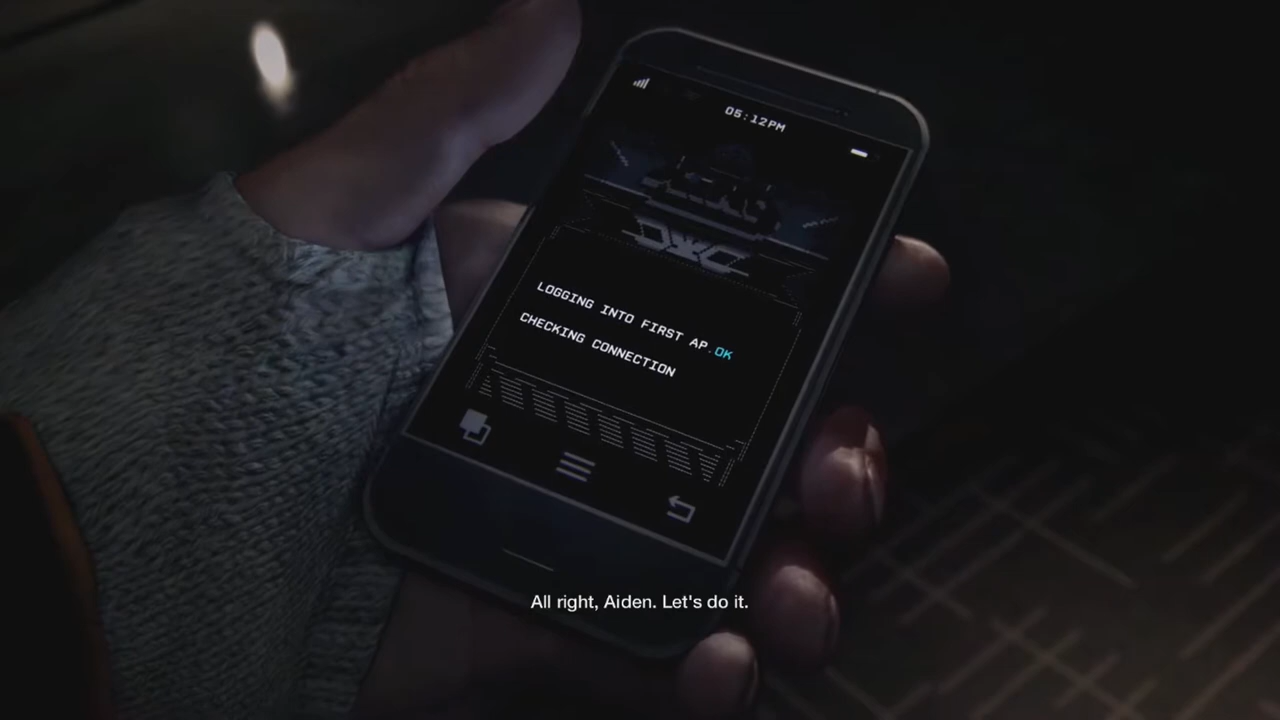 05:12PM
LOGGING INTO FIRST AP.OK
CHECKING CONNECTION
All right, Aiden. Let's do it.